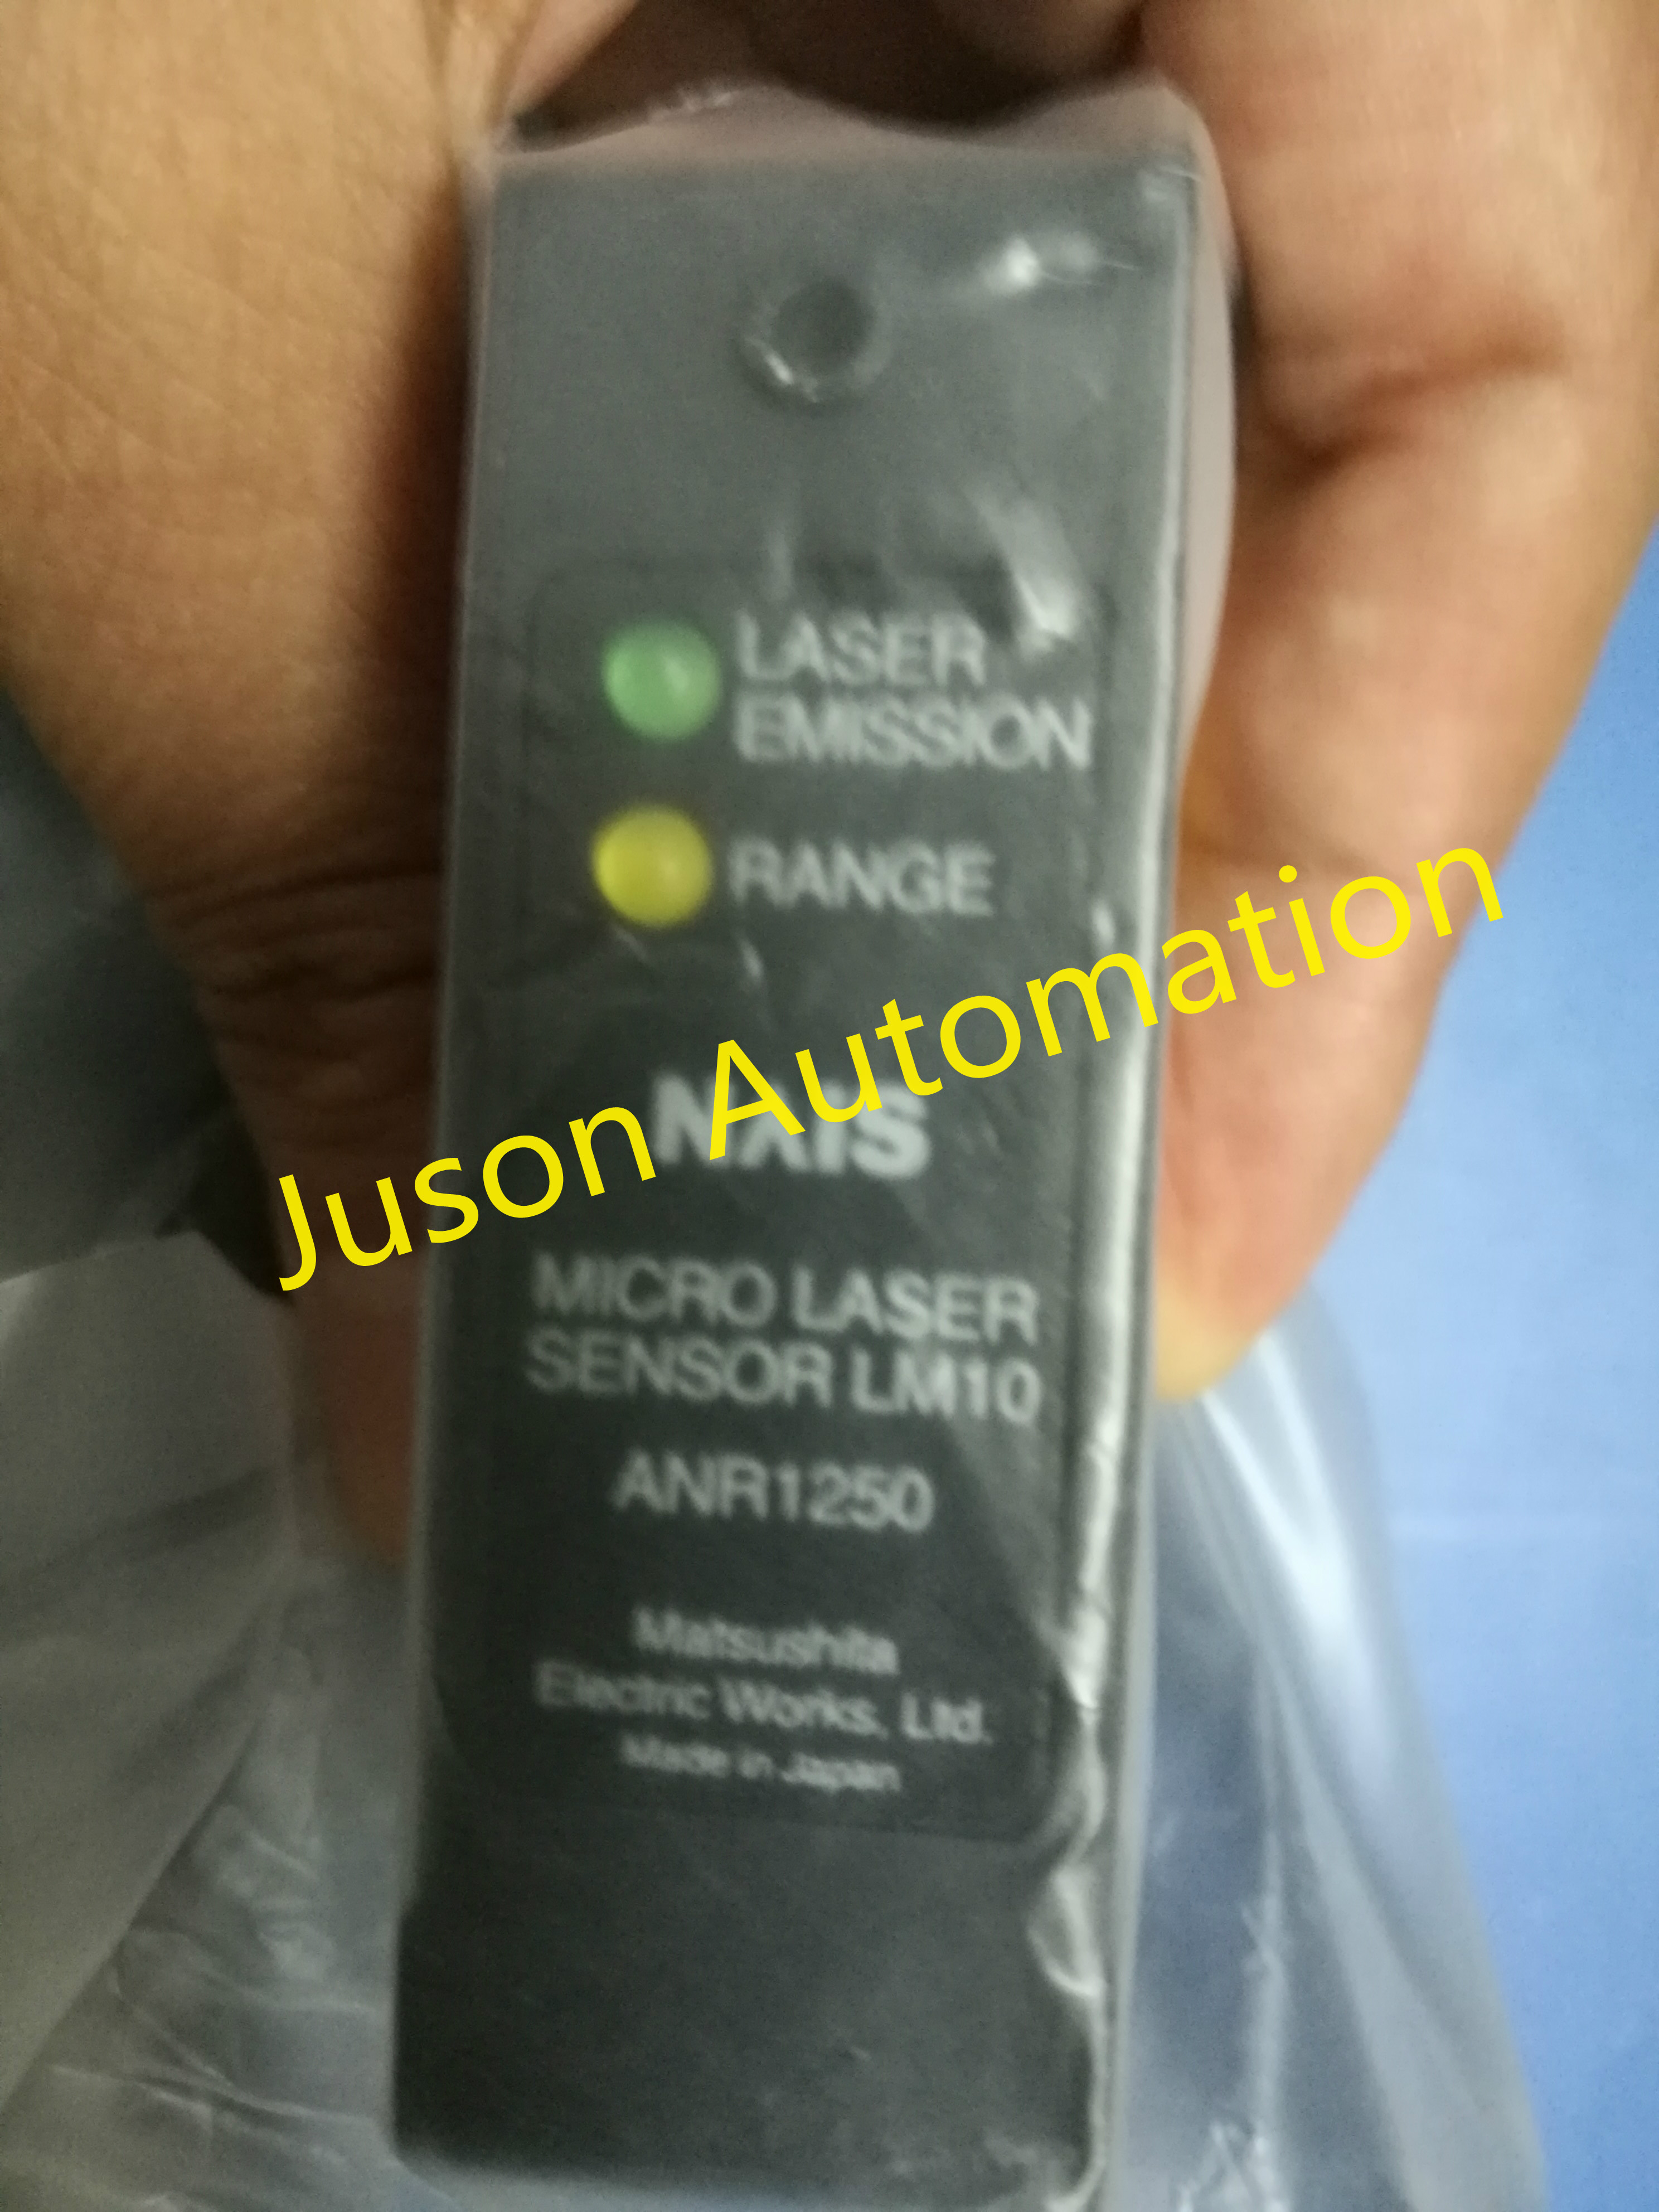 LASER
EMISSION
RANGE
Juson Automation
NAiS
MICRO LASER
SENSOR LM10
ANR1250
Matsushita
Electric Works, Ltd.
Made in Japan